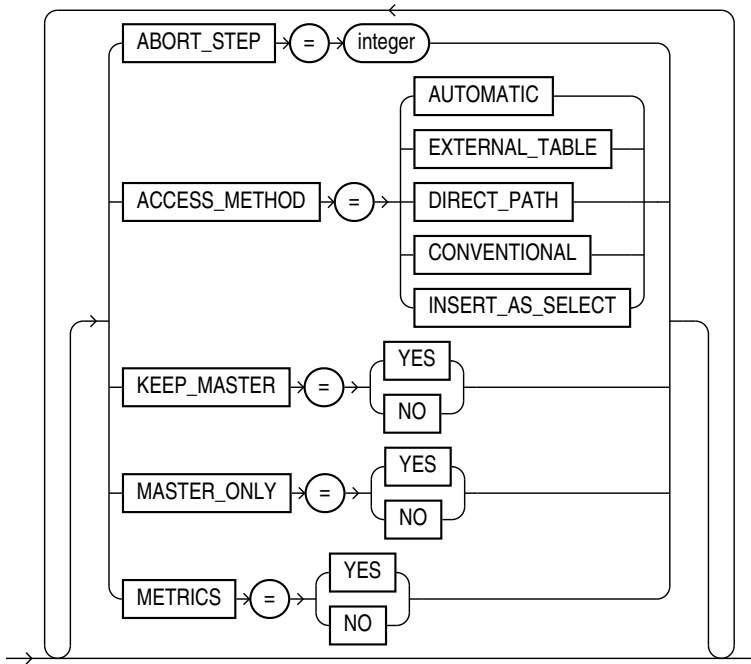 ABORT_STEP = integer
AUTOMATIC
EXTERNAL_TABLE
ACCESS_METHOD = DIRECT_PATH
CONVENTIONAL
INSERT_AS_SELECT
YES
KEEP_MASTER =
NO
YES
MASTER_ONLY =
NO
YES
METRICS =
NO